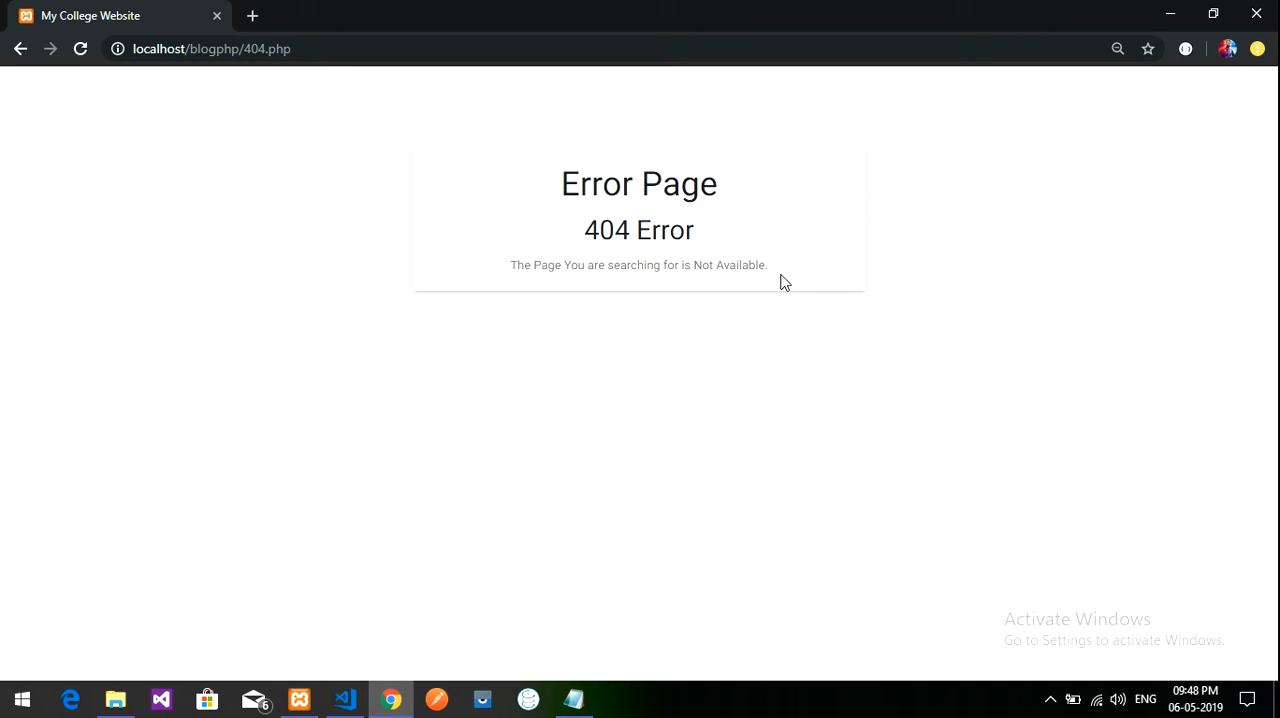 My College Website
localhost/blogphp/404.php
Error Page
404 Error
The Page You are searching for is Not Available.
Activate Windows
Go to Settings to activate Windows.
6
ENG
09:48 PM
06-05-2019